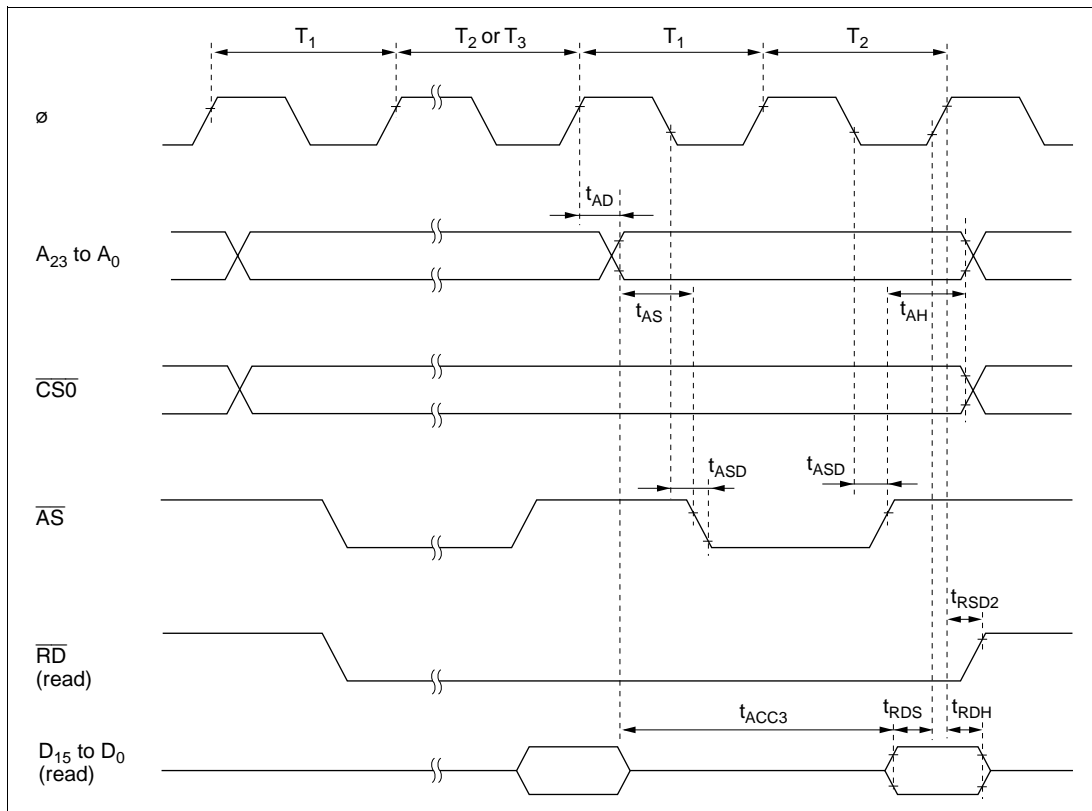 T1 T2 or T3 T1 T2
ø
tAD
A23 to A0
tAS tAH
CS0
tASD tASD
AS
tRSD2
RD
(read)
tACC3 tRDS tRDH
D15 to D0
(read)